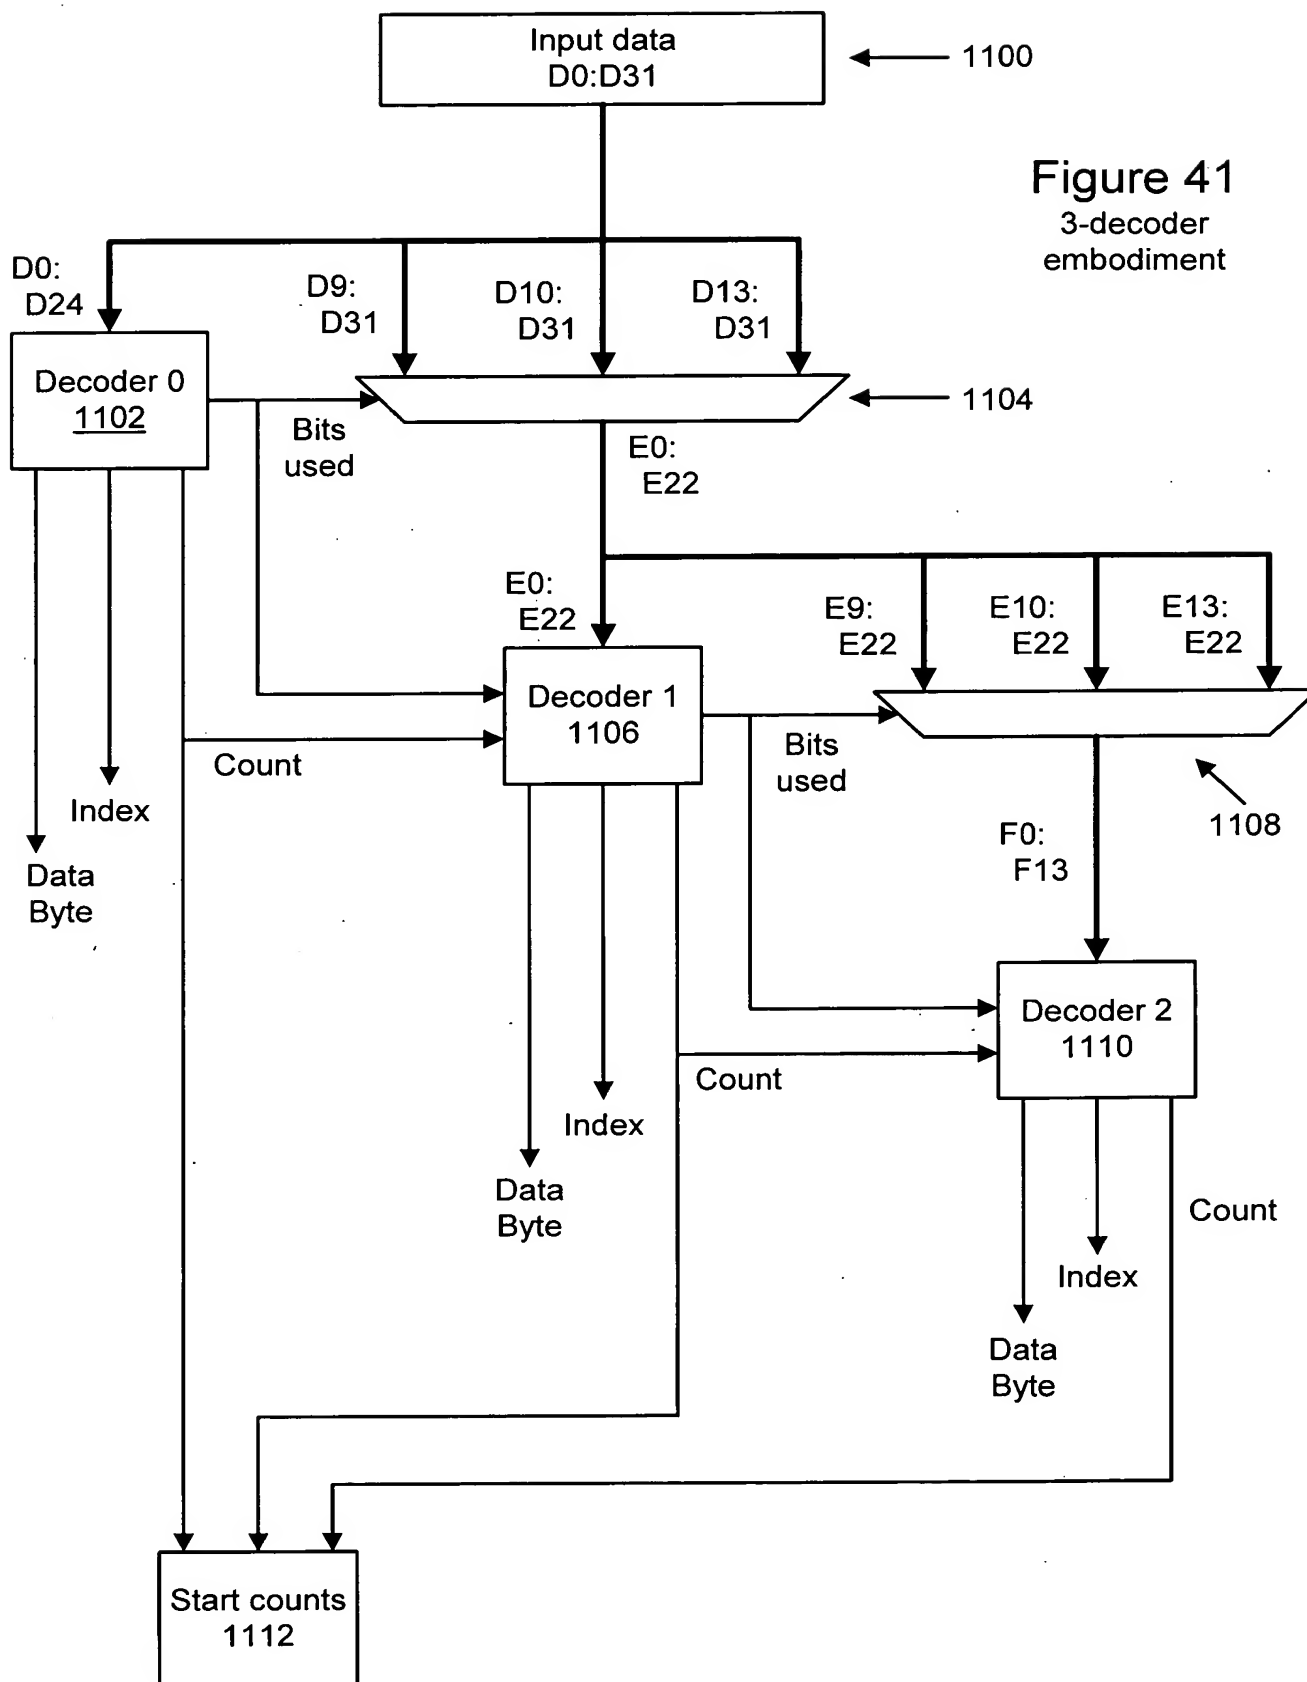 Input data
D0:D31
1100
Figure 41
3-decoder
embodiment
D0:
D24
D9:
D31
D10:
D31
D13:
D31
Decoder 0
1102
Bits
used
1104
E0:
E22
E0:
E22
E9:
E22
E10:
E22
E13:
E22
Decoder 1
1106
Count
Bits
used
1108
Index
Data
Byte
F0:
F13
Decoder 2
1110
Count
Index
Data
Byte
Count
Index
Data
Byte
Start counts
1112